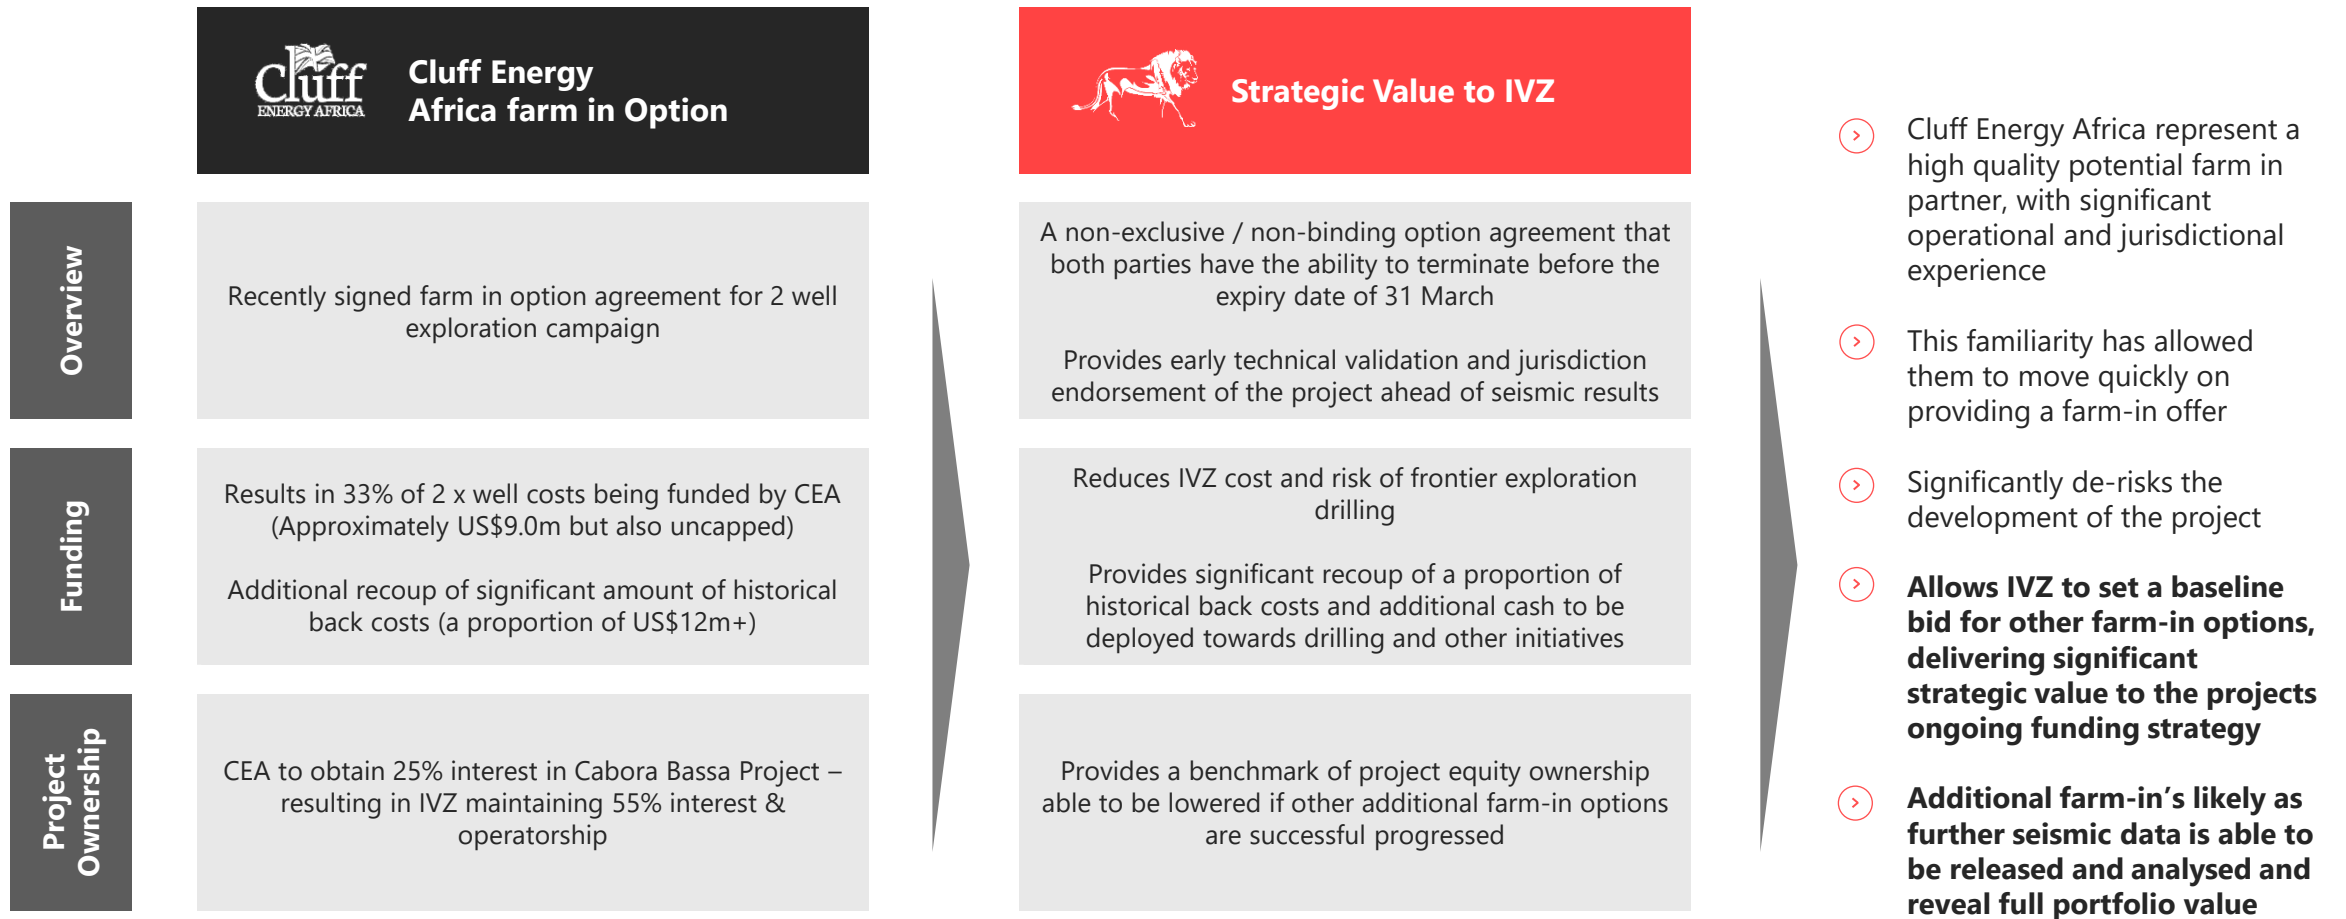 Cluff
ENERGY AFRICA
Cluff Energy
Africa farm in Option
Strategic Value to IVZ
Overview
Recently signed farm in option agreement for 2 well
exploration campaign
A non-exclusive / non-binding option agreement that
both parties have the ability to terminate before the
expiry date of 31 March
Provides early technical validation and jurisdiction
endorsement of the project ahead of seismic results
Funding
Results in 33% of 2 x well costs being funded by CEA
(Approximately US$9.0m but also uncapped)
Additional recoup of significant amount of historical
back costs (a proportion of US$12m+)
Reduces IVZ cost and risk of frontier exploration
drilling
Provides significant recoup of a proportion of
historical back costs and additional cash to be
deployed towards drilling and other initiatives
Project
Ownership
CEA to obtain 25% interest in Cabora Bassa Project –
resulting in IVZ maintaining 55% interest &
operatorship
Provides a benchmark of project equity ownership
able to be lowered if other additional farm-in options
are successful progressed
Cluff Energy Africa represent a
high quality potential farm in
partner, with significant
operational and jurisdictional
experience
This familiarity has allowed
them to move quickly on
providing a farm-in offer
Significantly de-risks the
development of the project
Allows IVZ to set a baseline
bid for other farm-in options,
delivering significant
strategic value to the projects
ongoing funding strategy
Additional farm-in’s likely as
further seismic data is able to
be released and analysed and
reveal full portfolio value